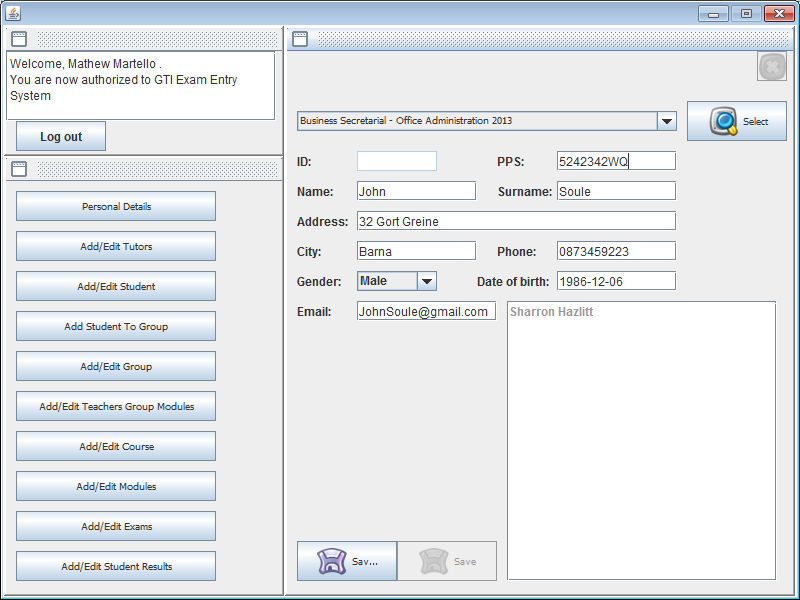 Welcome, Mathew Martello .
You are now authorized to GTI Exam Entry
System
Log out
Personal Details
Add/Edit Tutors
Add/Edit Student
Add Student To Group
Add/Edit Group
Add/Edit Teachers Group Modules
Add/Edit Course
Add/Edit Modules
Add/Edit Exams
Add/Edit Student Results
Business Secretarial - Office Administration 2013
Select
ID:
PPS: 5242342WQ
Name: John
Surname: Soule
Address: 32 Gort Greine
City: Barna
Phone: 0873459223
Gender: Male
Date of birth: 1986-12-06
Email: JohnSoule@gmail.com
Sharron Hazlitt
Sav...
Save